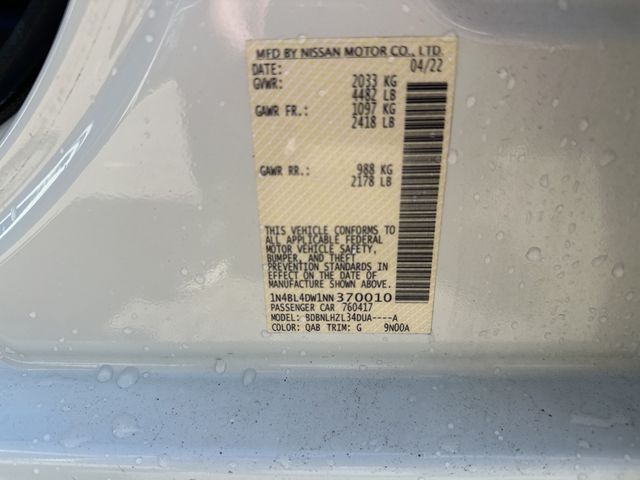 MFD BY NISSAN MOTOR CO., LTD.
DATE: 04/22
GVWR: 2033 KG
4482 LB
GAWR FR.: 1097 KG
2418 LB
GAWR RR.: 988 KG
2178 LB
THIS VEHICLE CONFORMS TO
ALL APPLICABLE FEDERAL
MOTOR VEHICLE SAFETY,
BUMPER, AND THEFT
PREVENTION STANDARDS IN
EFFECT ON THE DATE OF
MANUFACTURE SHOWN ABOVE.
1N4BL4DW1NN370010
PASSENGER CAR 760417
MODEL: BDBNLHZL34DUA----A
COLOR: QAB TRIM: G 9N00A